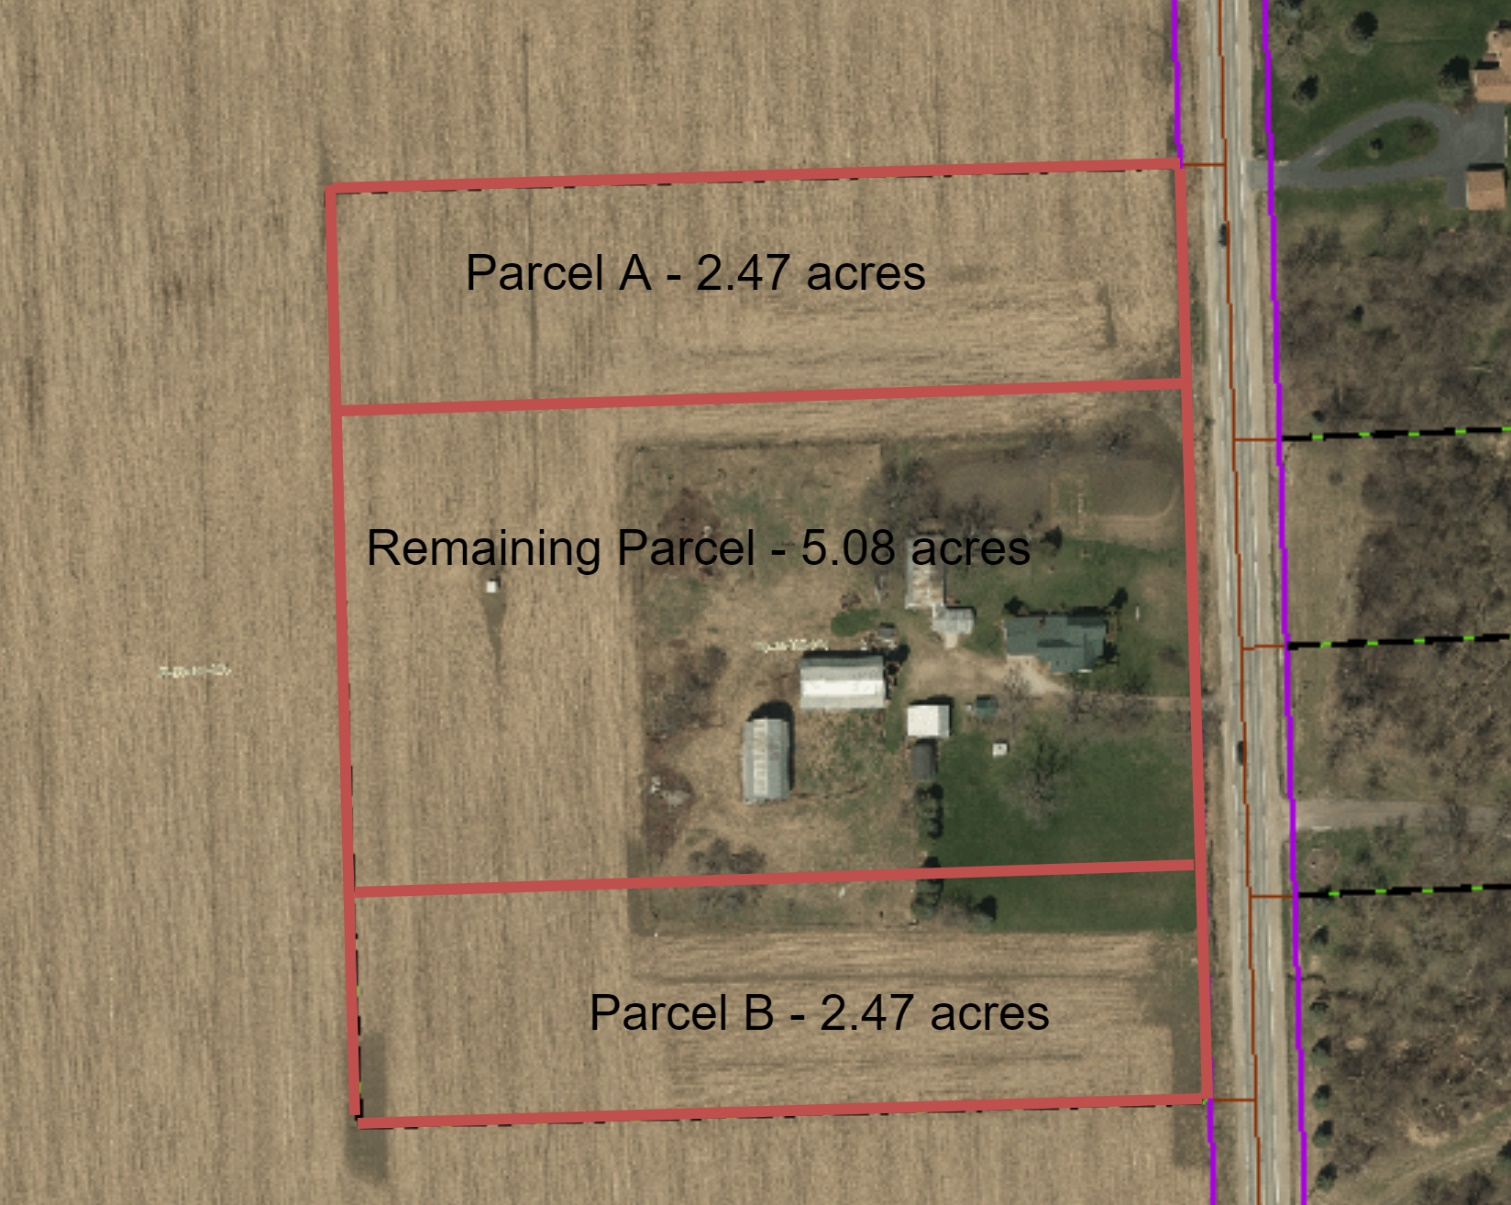 Parcel A - 2.47 acres
Remaining Parcel - 5.08 acres
Parcel B - 2.47 acres